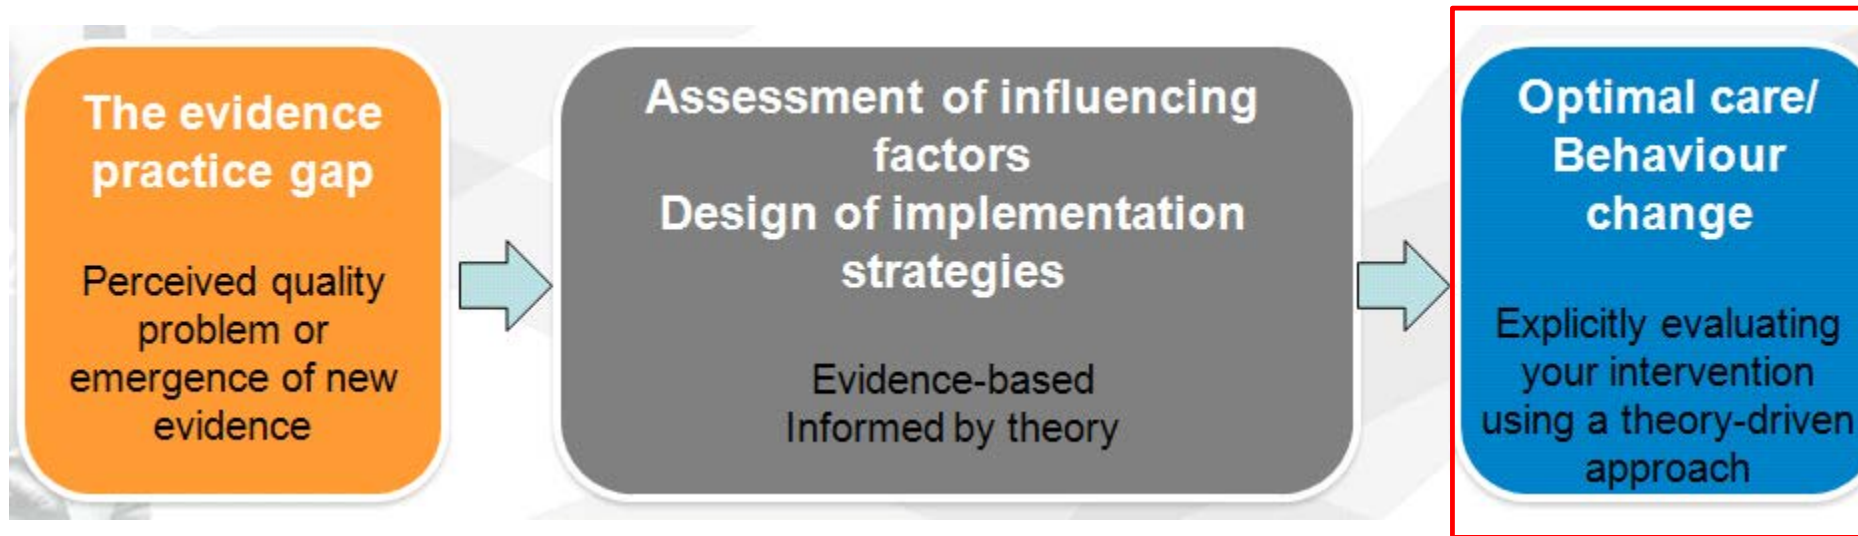 The evidence
practice gap
Perceived quality
problem or
emergence of new
evidence
Assessment of influencing
factors
Design of implementation
strategies
Evidence-based
Informed by theory
Optimal care/
Behaviour
change
Explicitly evaluating
your intervention
using a theory-driven
approach